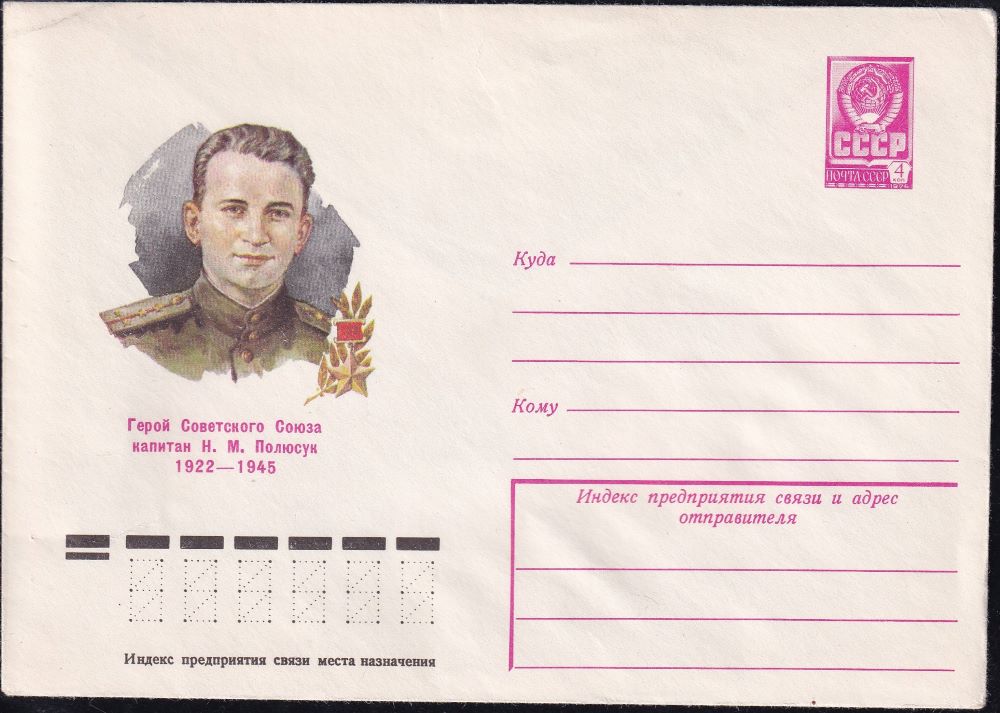 СССР
ПОЧТА СССР
4
коп
Герой Советского Союза
капитан Н. М. Полюсук
1922—1945
Куда
Кому
Индекс предприятия связи и адрес
отправителя
Индекс предприятия связи места назначения